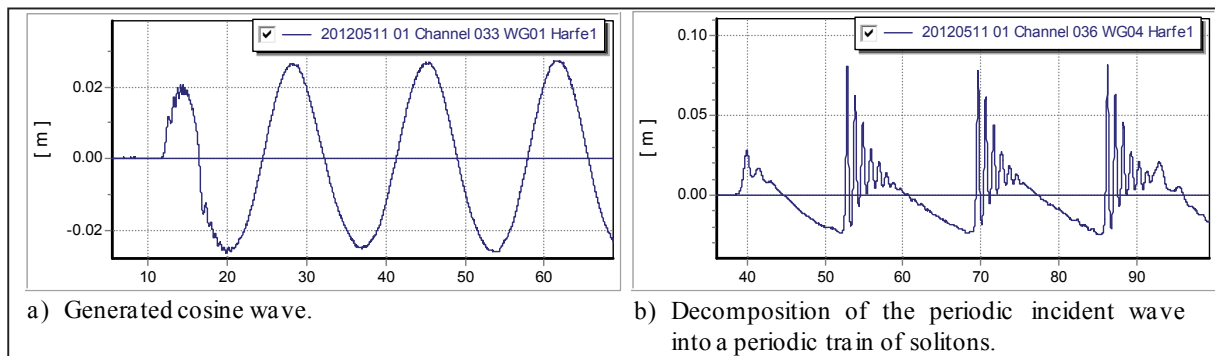 20120511 01 Channel 033 WG01 Harfe1
[ m ]
0.02
0.00
-0.02
10 20 30 40 50 60
a) Generated cosine wave.
20120511 01 Channel 036 WG04 Harfe1
[ m ]
0.10
0.05
0.00
40 50 60 70 80 90
b) Decomposition of the periodic incident wave
into a periodic train of solitons.